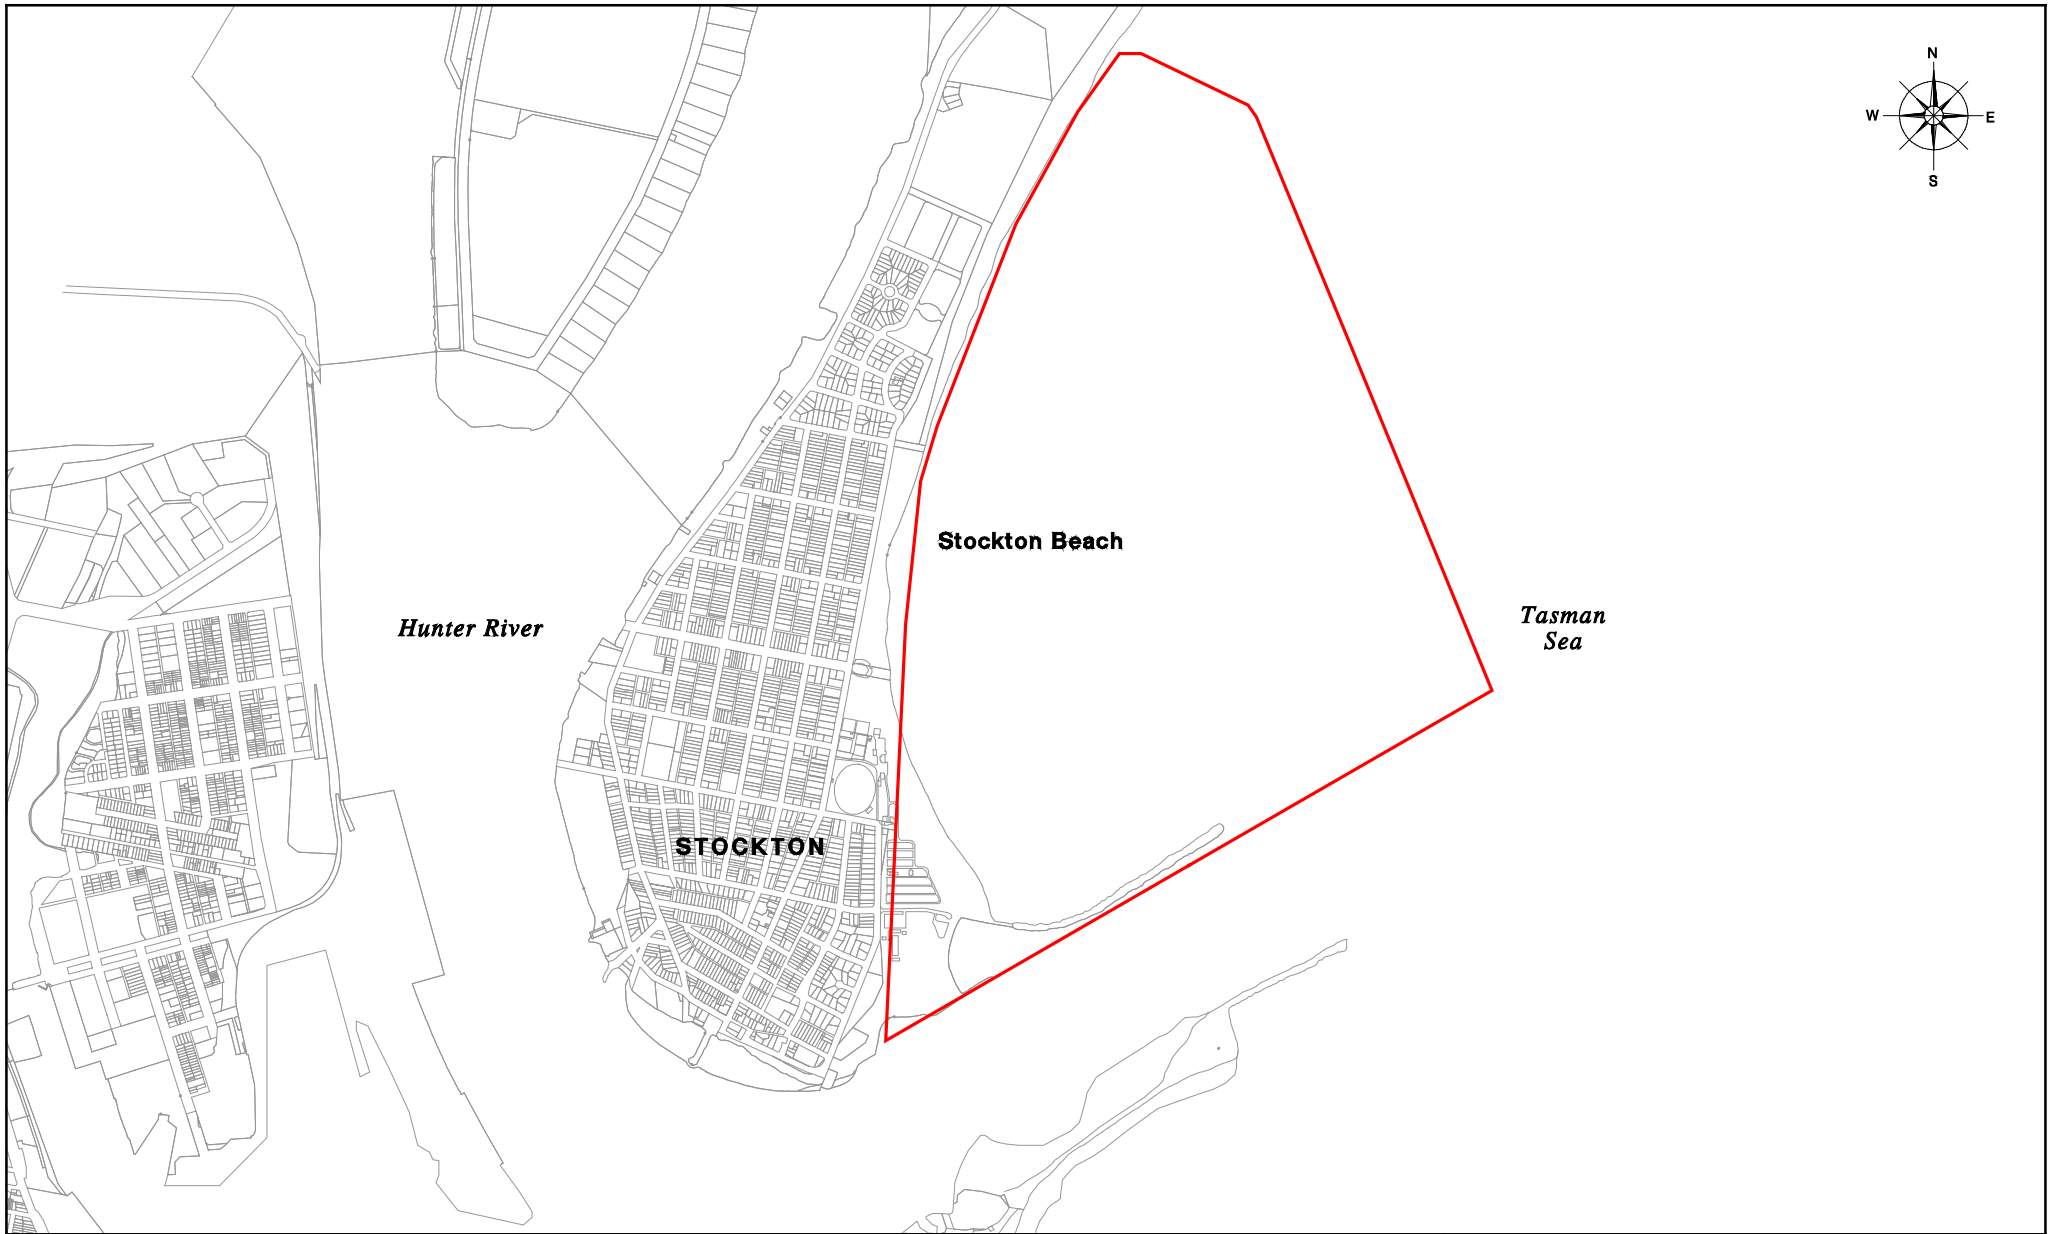 N
W
E
S
Stockton Beach
Hunter River
Tasman
Sea
STOCKTON